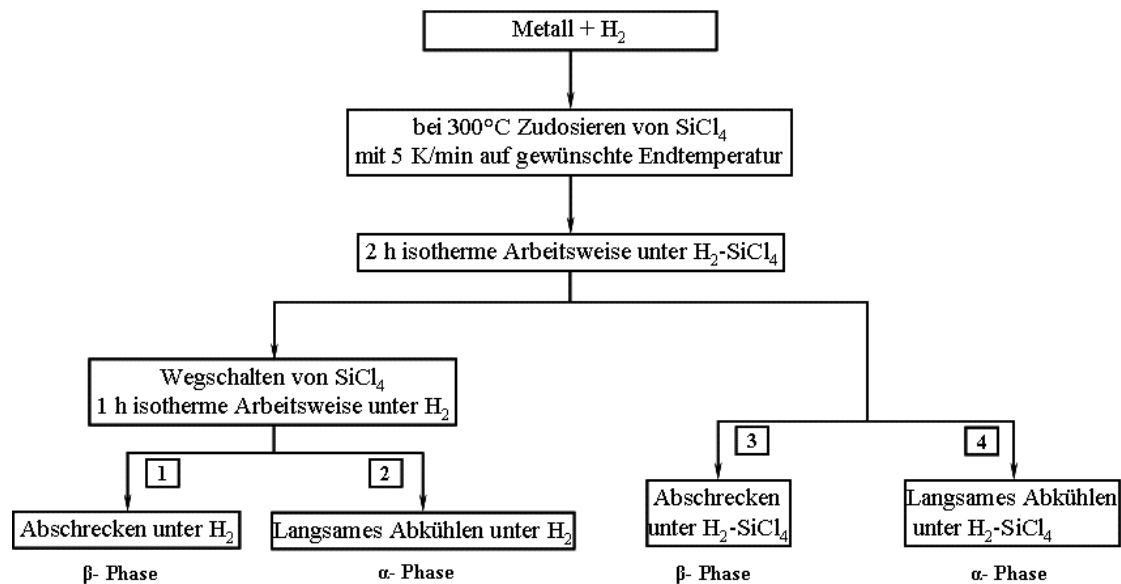 Metall + H₂
bei 300°C Zudosieren von SiCl₄
mit 5 K/min auf gewünschte Endtemperatur
2 h isotherme Arbeitsweise unter H₂-SiCl₄
Wegschalten von SiCl₄
1 h isotherme Arbeitsweise unter H₂
1
2
3
4
Abschrecken unter H₂
Langsames Abkühlen unter H₂
Abschrecken
unter H₂-SiCl₄
Langsames Abkühlen
unter H₂-SiCl₄
β- Phase
α- Phase
β- Phase
α- Phase